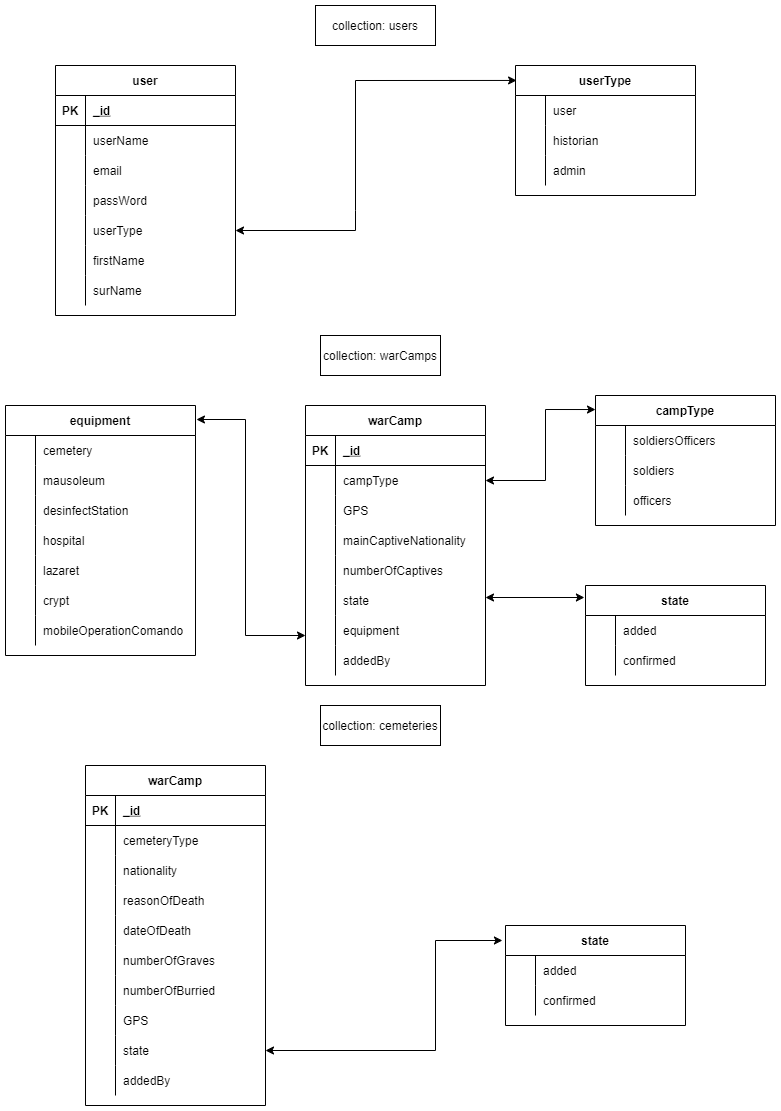 collection: users
user
PK _id
userName
email
passWord
userType
firstName
surName
userType
user
historian
admin
collection: warCamps
equipment
cemetery
mausoleum
desinfectStation
hospital
lazaret
crypt
mobileOperationComando
warCamp
PK _id
campType
GPS
mainCaptiveNationality
numberOfCaptives
state
equipment
addedBy
campType
soldiersOfficers
soldiers
officers
state
added
confirmed
collection: cemeteries
warCamp
PK _id
cemeteryType
nationality
reasonOfDeath
dateOfDeath
numberOfGraves
numberOfBurried
GPS
state
addedBy
state
added
confirmed